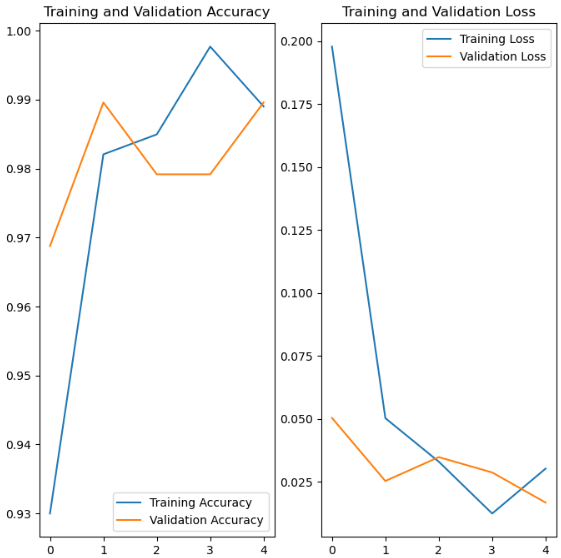 Training and Validation Accuracy
1.00
0.99
0.98
0.97
0.96
0.95
0.94
0.93
0 1 2 3 4
Training Accuracy
Validation Accuracy
Training and Validation Loss
0.200
0.175
0.150
0.125
0.100
0.075
0.050
0.025
0 1 2 3 4
Training Loss
Validation Loss